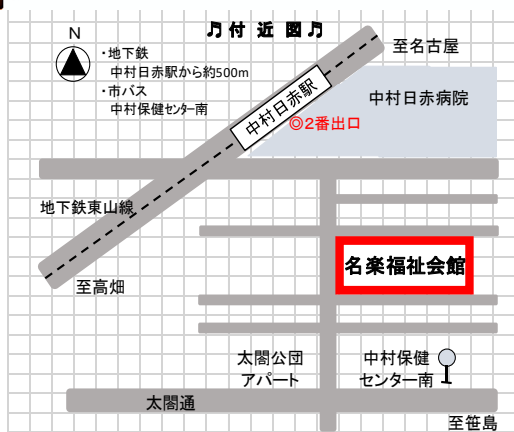 ♬付近図♬
N
・地下鉄
中村日赤駅から約500m
・市バス
中村保健センター南
至名古屋
中村日赤病院
中村日赤駅
◎2番出口
地下鉄東山線
至高畑
名楽福祉会館
太閤公団
アパート
中村保健
センター南
太閤通
至笹島